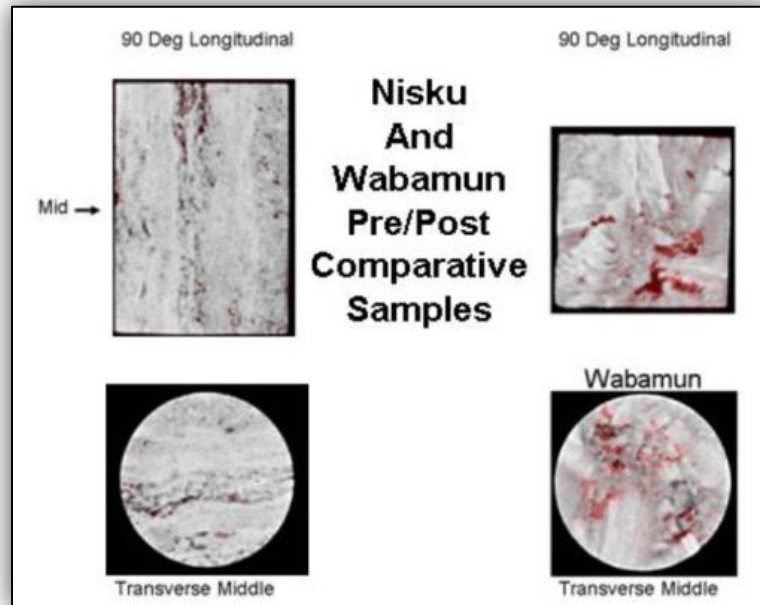 90 Deg Longitudinal
90 Deg Longitudinal
Nisku
And
Wabamun
Pre/Post
Comparative
Samples
Mid
Wabamun
Transverse Middle
Transverse Middle